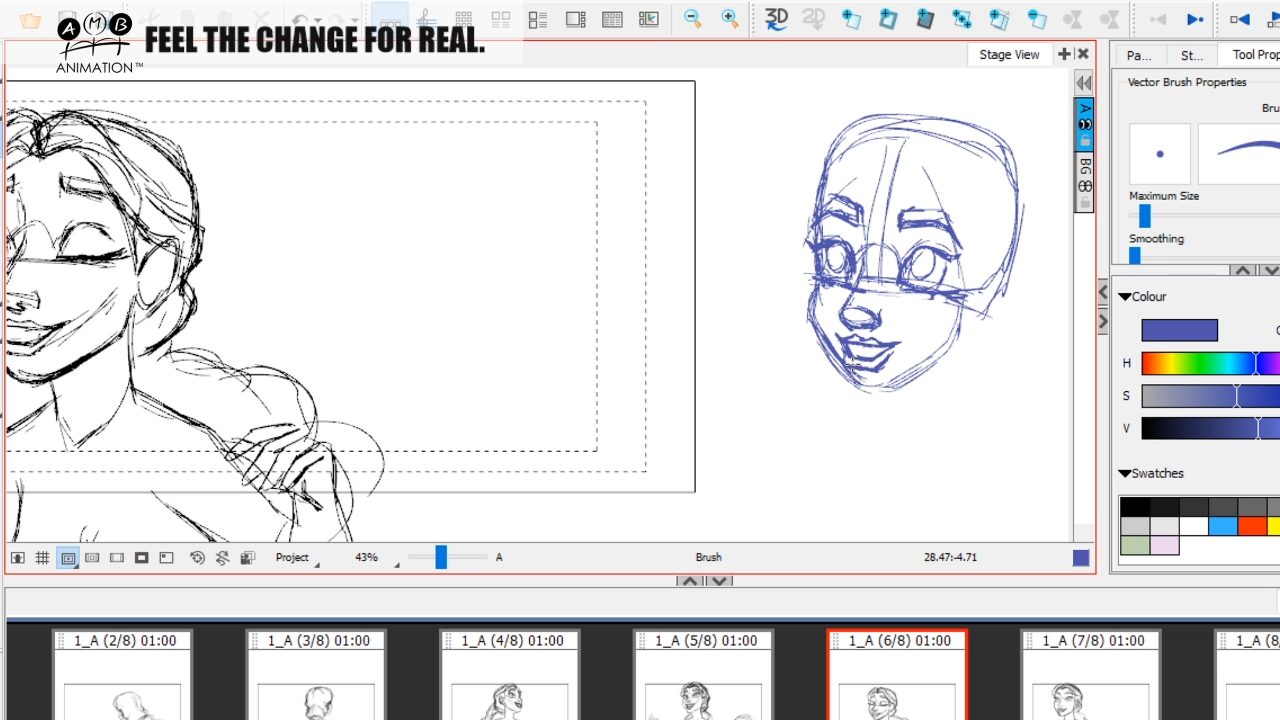 A M B
ANIMATION™
FEEL THE CHANGE FOR REAL.
3D
2D
Stage View
Pa...
St...
Tool Prop
Vector Brush Properties
Bru
Maximum Size
Smoothing
A
BG
Colour
H
S
V
Swatches
Project
43%
A
Brush
28.47:-4.71
1_A (2/8) 01:00
1_A (3/8) 01:00
1_A (4/8) 01:00
1_A (5/8) 01:00
1_A (6/8) 01:00
1_A (7/8) 01:00
1_A (8/